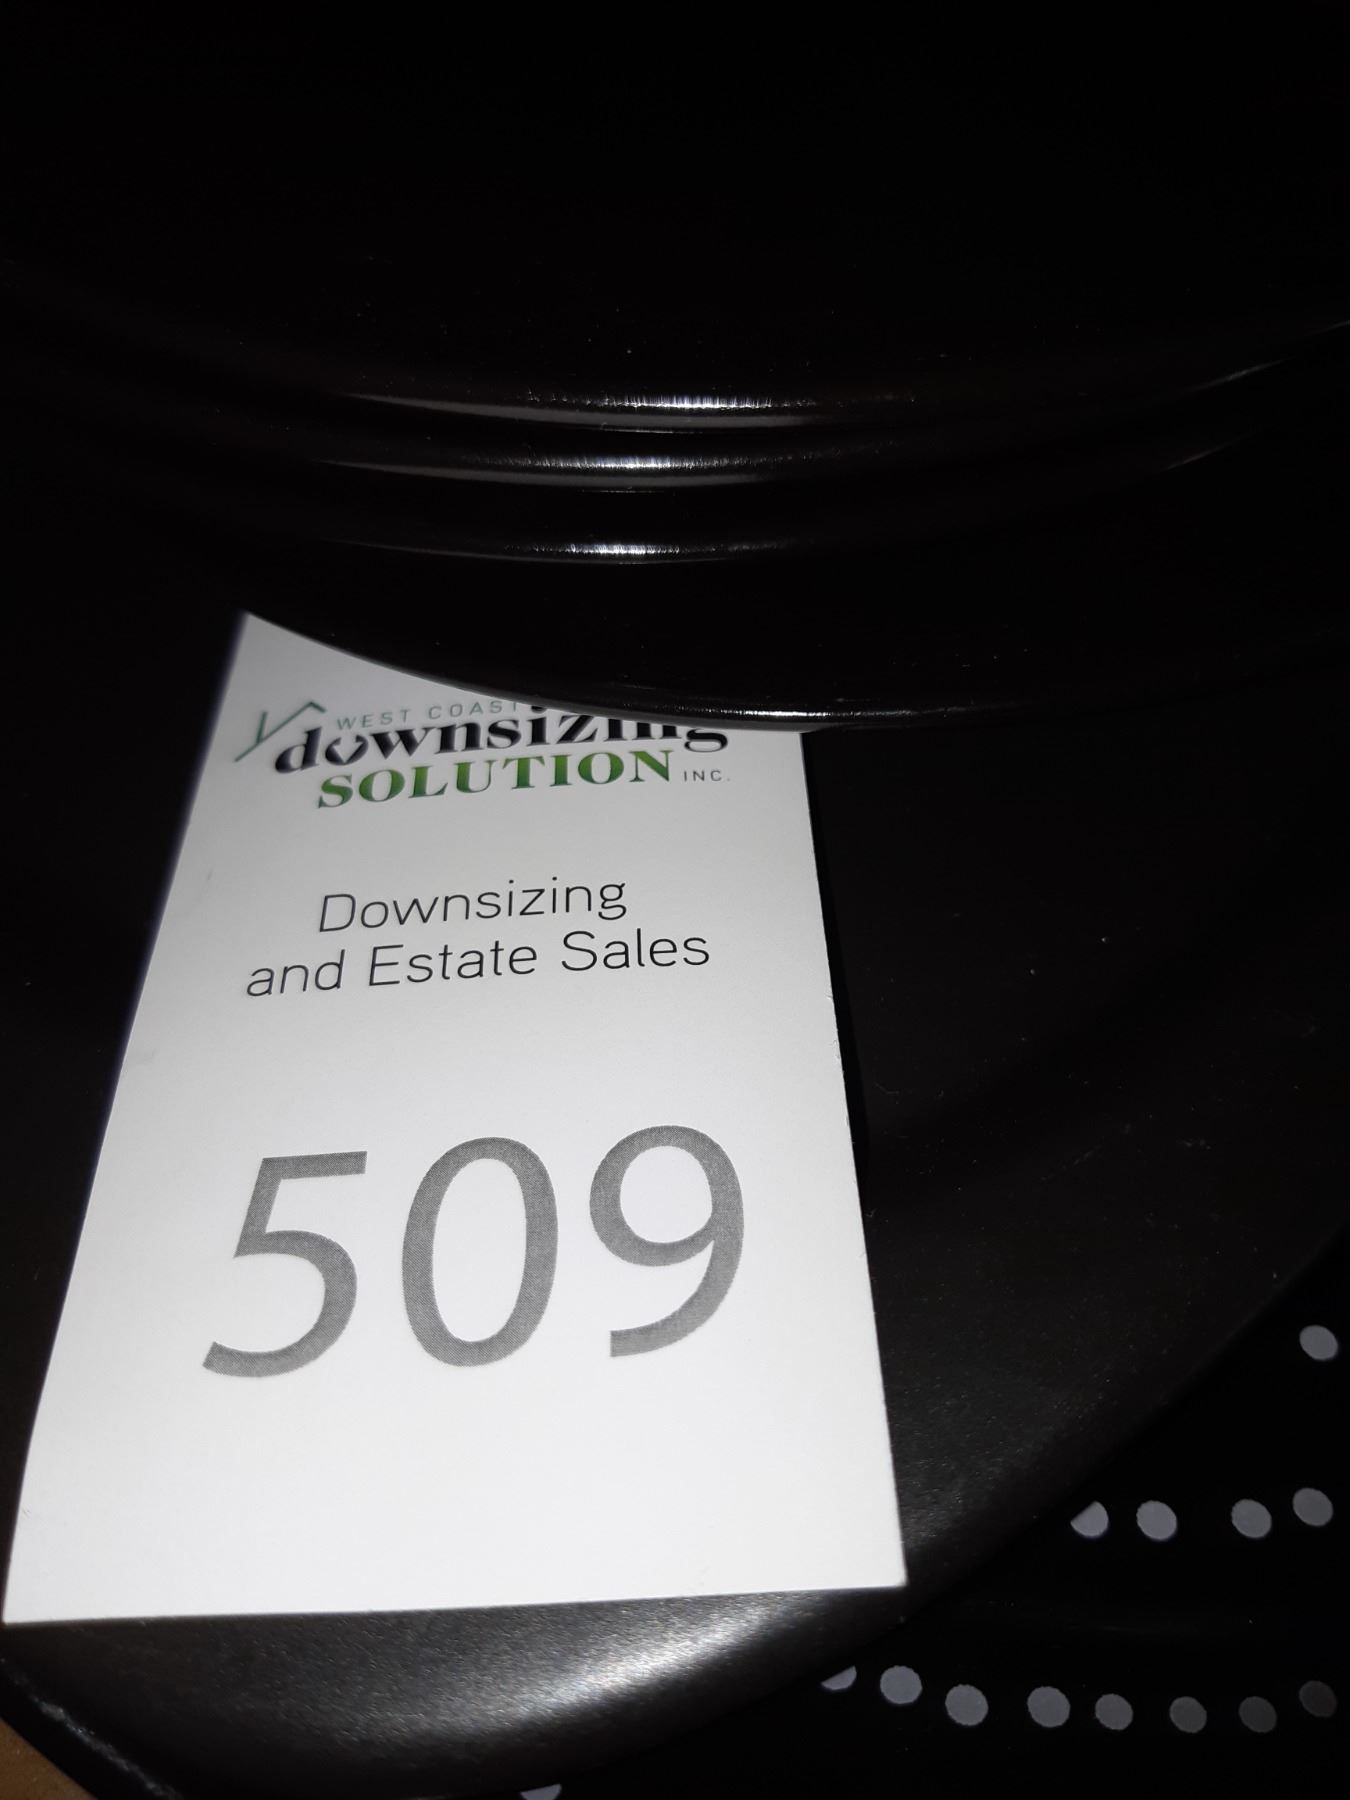 WEST COAST
downsizing
SOLUTION INC.
Downsizing
and Estate Sales
509